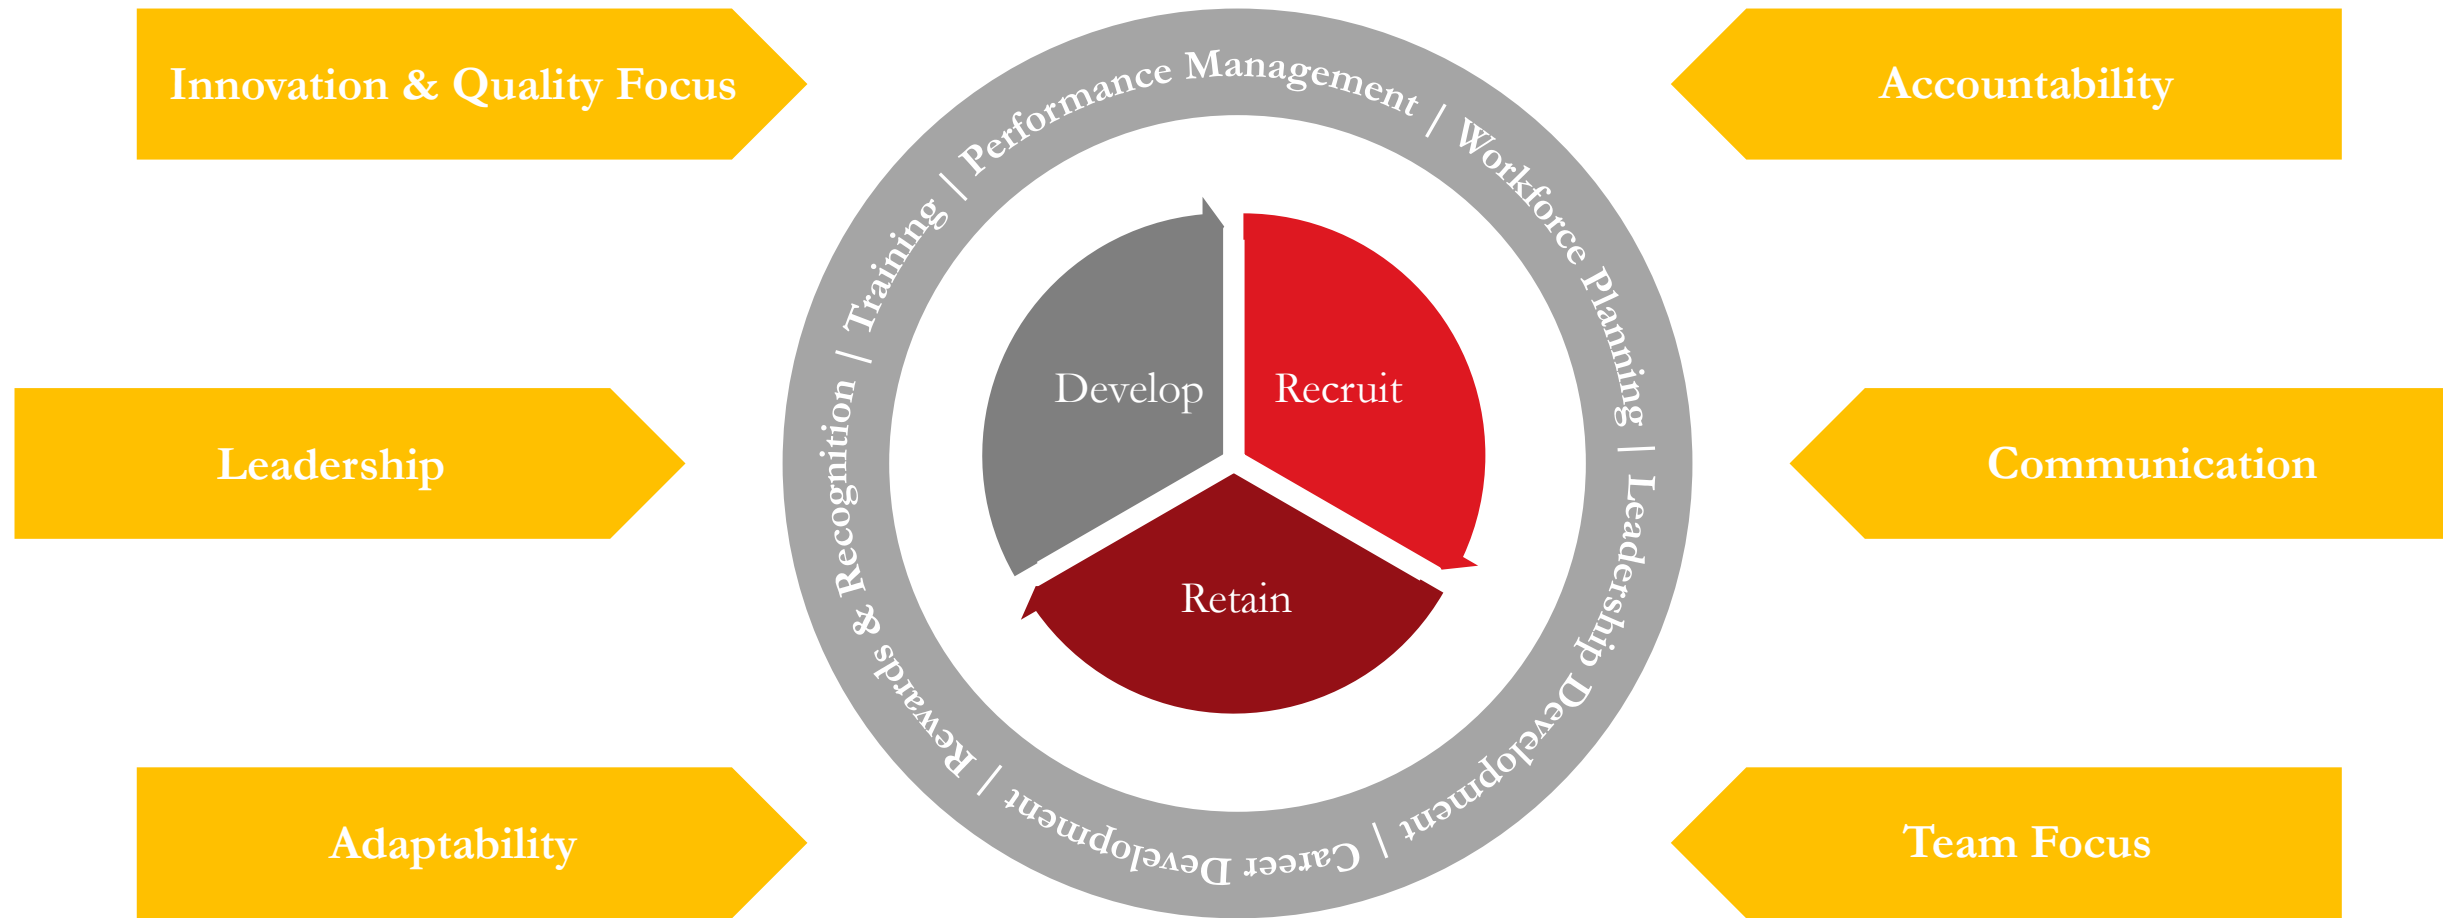 Innovation & Quality Focus
Accountability
Performance Management | Workforce Planning | Leadership Development | Career Development | Rewards & Recognition | Training |
Develop
Recruit
Retain
Leadership
Communication
Adaptability
Team Focus